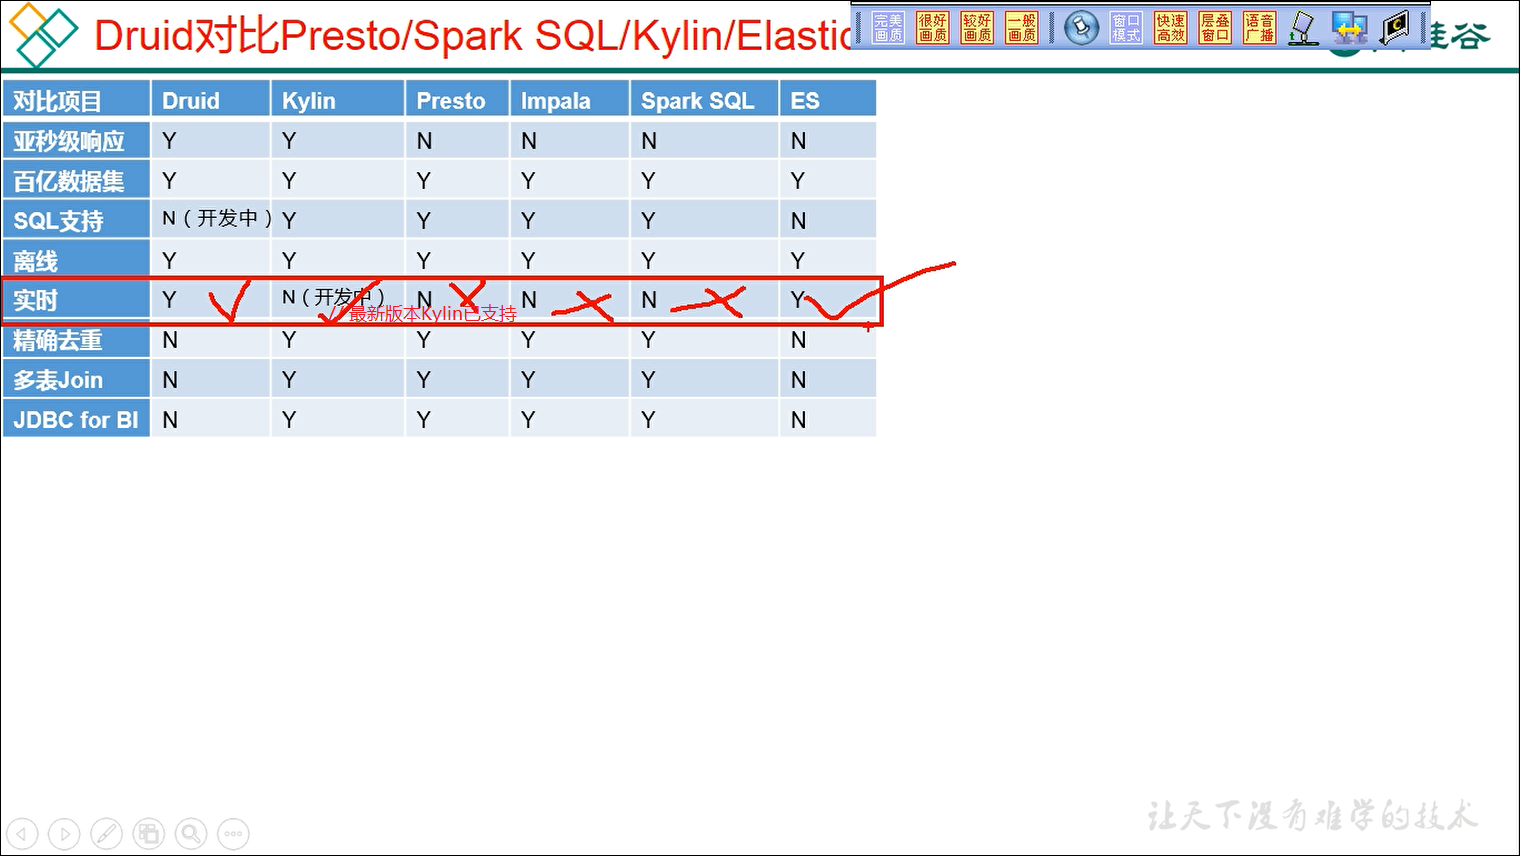 Druid对比Presto/Spark SQL/Kylin/Elastic
完美画质 很好画质 较好画质 一般画质 窗口模式 快速高效 层叠窗口 语音广播
硅谷
对比项目 Druid Kylin Presto Impala Spark SQL ES
亚秒级响应 Y Y N N N N
百亿数据集 Y Y Y Y Y Y
SQL支持 N（开发中） Y Y Y Y N
离线 Y Y Y Y Y Y
实时 Y N（开发中） N N N Y
// 最新版本Kylin已支持
精确去重 N Y Y Y Y N
多表Join N Y Y Y Y N
JDBC for BI N Y Y Y Y N
让天下没有难学的技术